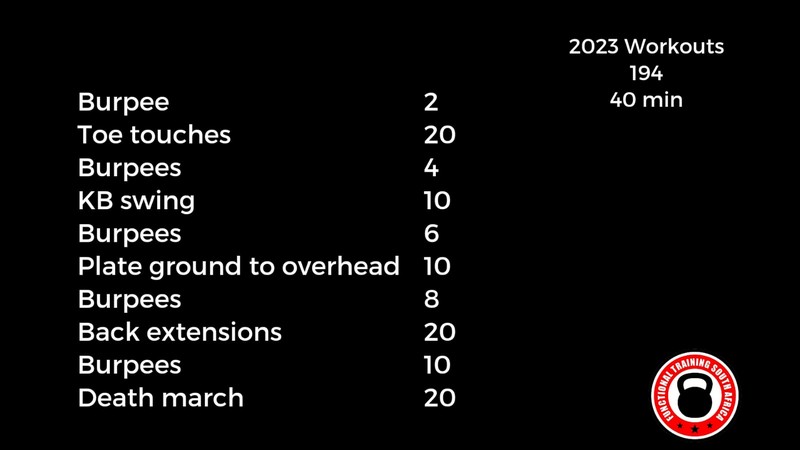 2023 Workouts
194
40 min
Burpee 2
Toe touches 20
Burpees 4
KB swing 10
Burpees 6
Plate ground to overhead 10
Burpees 8
Back extensions 20
Burpees 10
Death march 20
FUNCTIONAL TRAINING SOUTH AFRICA